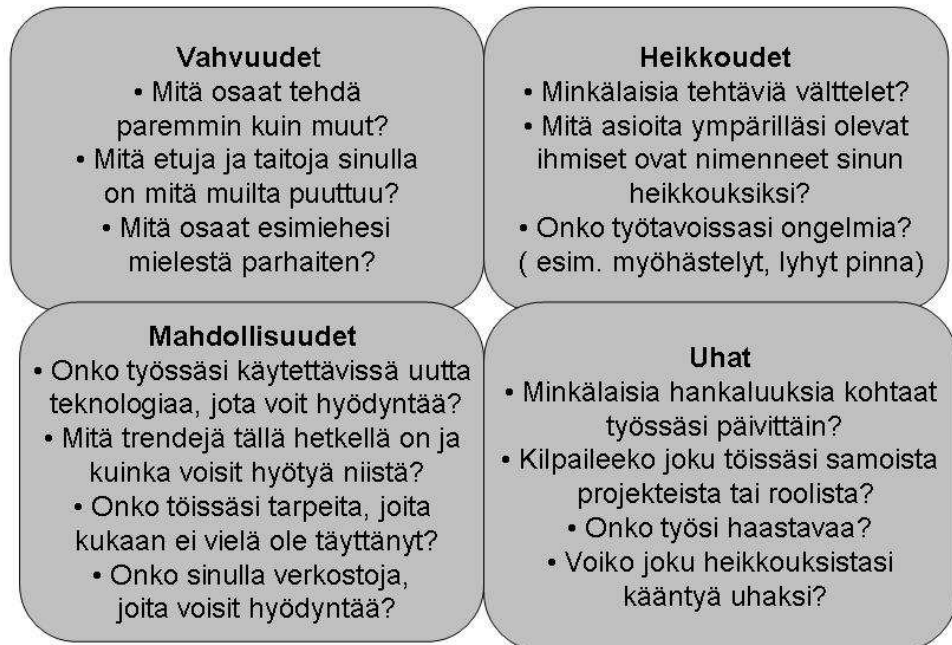 Vahvuudet
• Mitä osaat tehdä
paremmin kuin muut?
• Mitä etuja ja taitoja sinulla
on mitä muilta puuttuu?
• Mitä osaat esimiehesi
mielestä parhaiten?
Heikkoudet
• Minkälaisia tehtäviä välttelet?
• Mitä asioita ympärilläsi olevat
ihmiset ovat nimenneet sinun
heikkouksiksi?
• Onko työtavoissasi ongelmia?
( esim. myöhästelyt, lyhyt pinna)
Mahdollisuudet
• Onko työssäsi käytettävissä uutta
teknologiaa, jota voit hyödyntää?
• Mitä trendejä tällä hetkellä on ja
kuinka voisit hyötyä niistä?
• Onko töissäsi tarpeita, joita
kukaan ei vielä ole täyttänyt?
• Onko sinulla verkostoja,
joita voisit hyödyntää?
Uhat
• Minkälaisia hankaluuksia kohtaat
työssäsi päivittäin?
• Kilpaileeko joku töissäsi samoista
projekteista tai roolista?
• Onko työsi haastavaa?
• Voiko joku heikkouksistasi
kääntyä uhaksi?